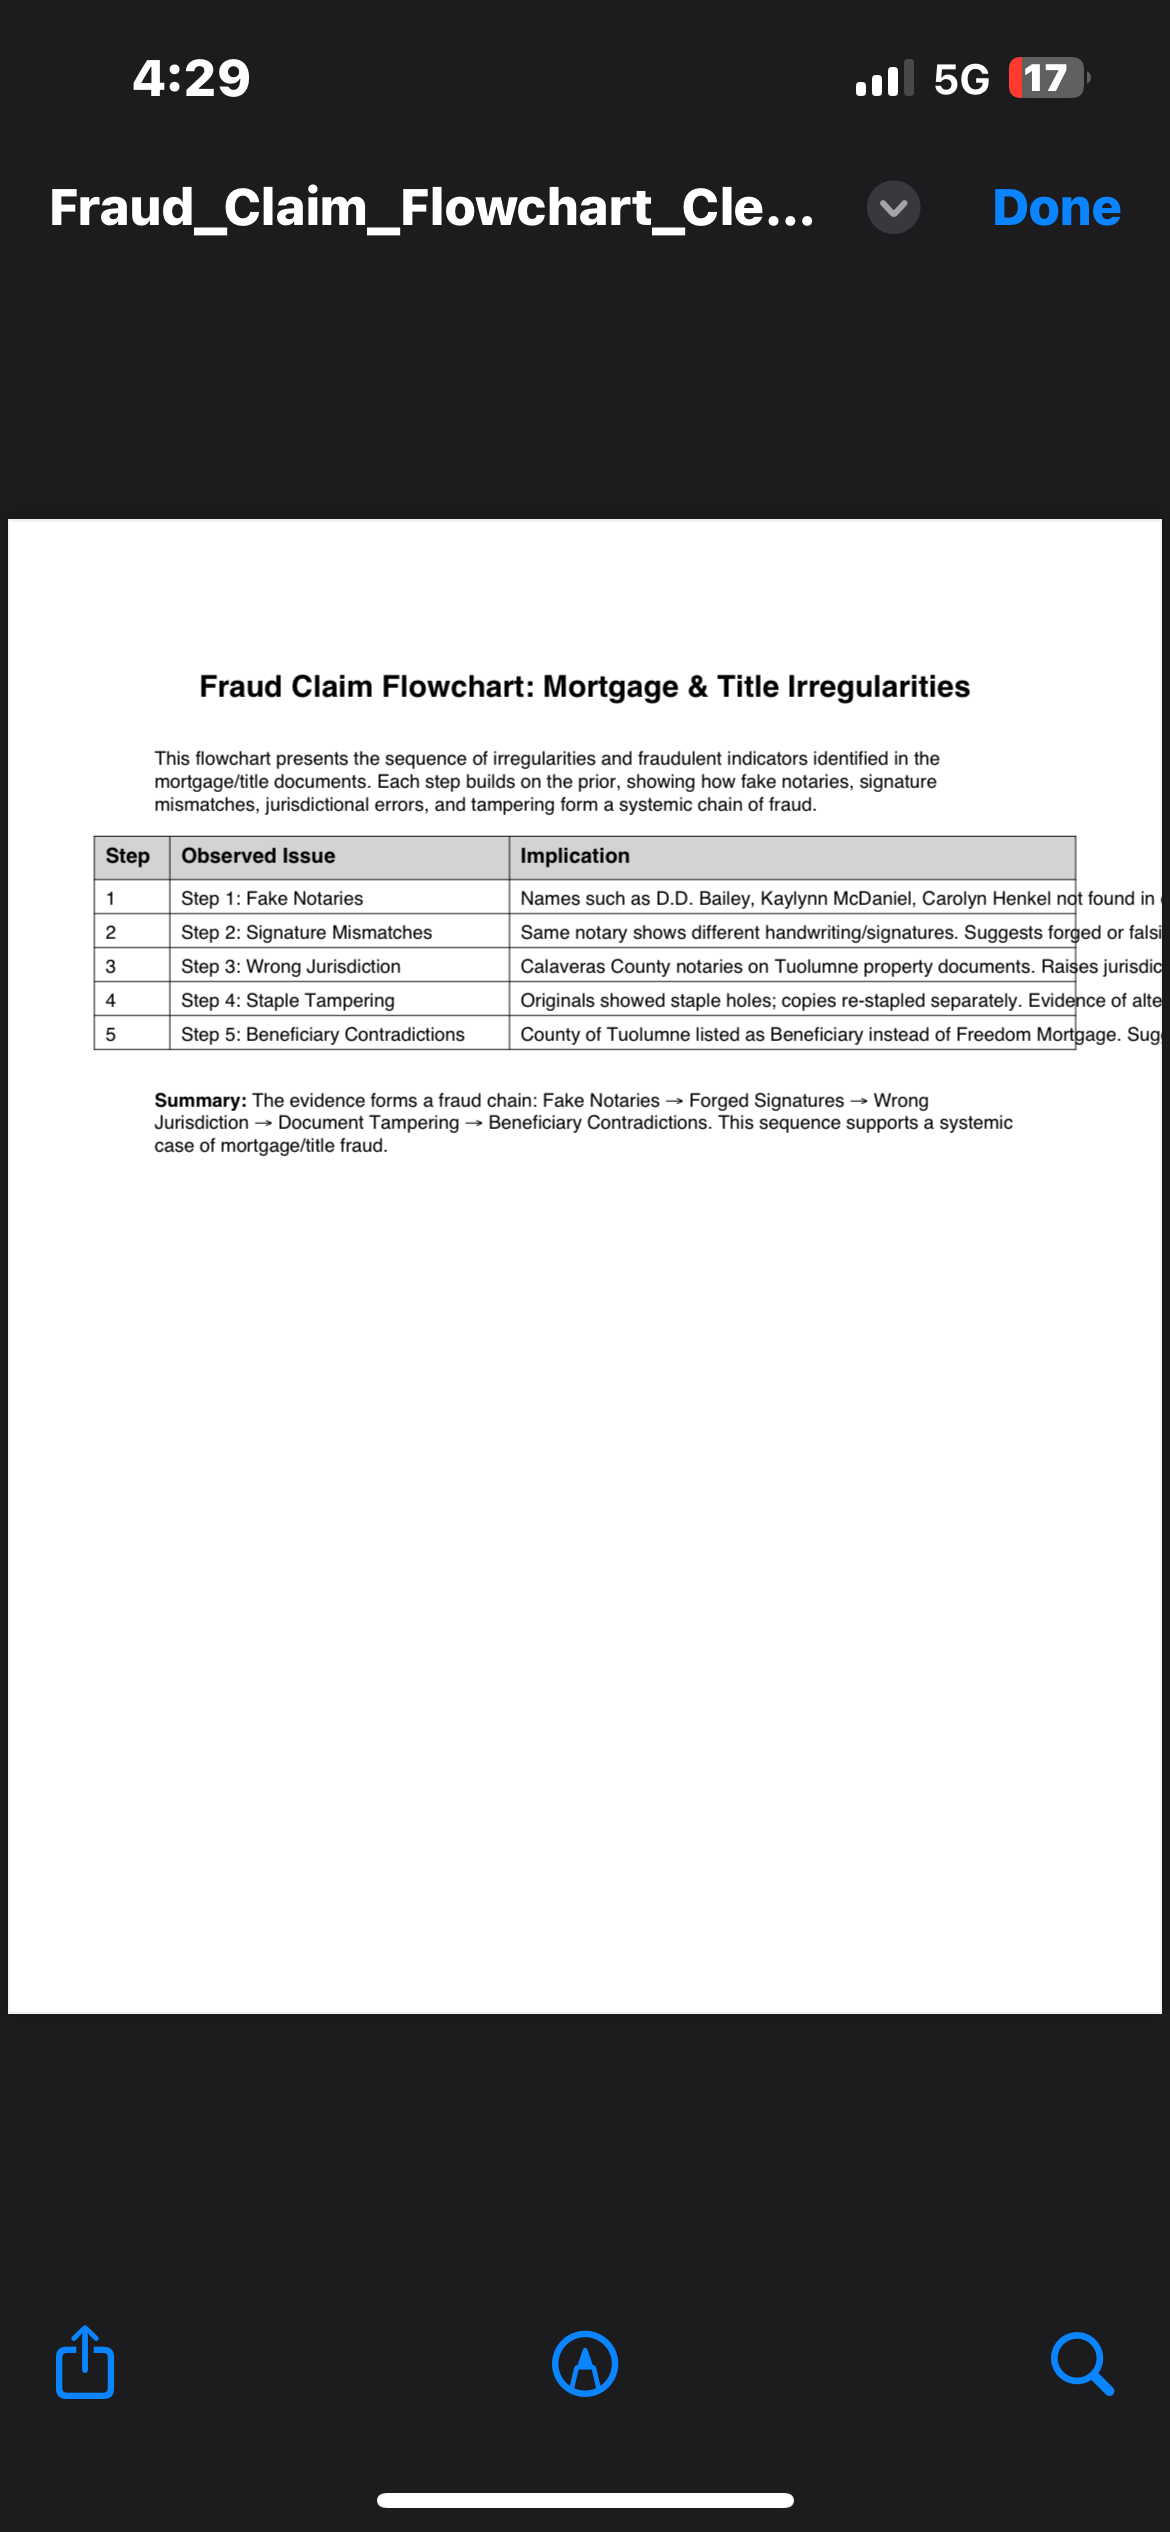 4:29
5G 17
Fraud_Claim_Flowchart_Cle...
Done
Fraud Claim Flowchart: Mortgage & Title Irregularities
This flowchart presents the sequence of irregularities and fraudulent indicators identified in the
mortgage/title documents. Each step builds on the prior, showing how fake notaries, signature
mismatches, jurisdictional errors, and tampering form a systemic chain of fraud.
Step Observed Issue Implication
1 Step 1: Fake Notaries Names such as D.D. Bailey, Kaylynn McDaniel, Carolyn Henkel not found in
2 Step 2: Signature Mismatches Same notary shows different handwriting/signatures. Suggests forged or falsi
3 Step 3: Wrong Jurisdiction Calaveras County notaries on Tuolumne property documents. Raises jurisdic
4 Step 4: Staple Tampering Originals showed staple holes; copies re-stapled separately. Evidence of alte
5 Step 5: Beneficiary Contradictions County of Tuolumne listed as Beneficiary instead of Freedom Mortgage. Sug
Summary: The evidence forms a fraud chain: Fake Notaries → Forged Signatures → Wrong
Jurisdiction → Document Tampering → Beneficiary Contradictions. This sequence supports a systemic
case of mortgage/title fraud.